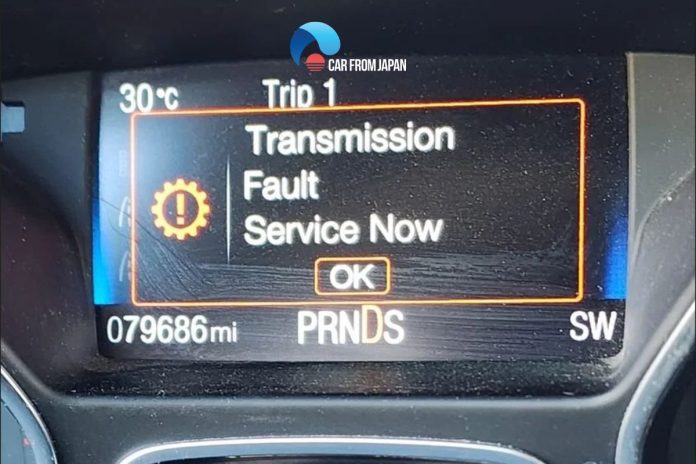 CAR FROM JAPAN
30°C Trip 1
Transmission
Fault
Service Now
OK
079686mi PRNDS SW